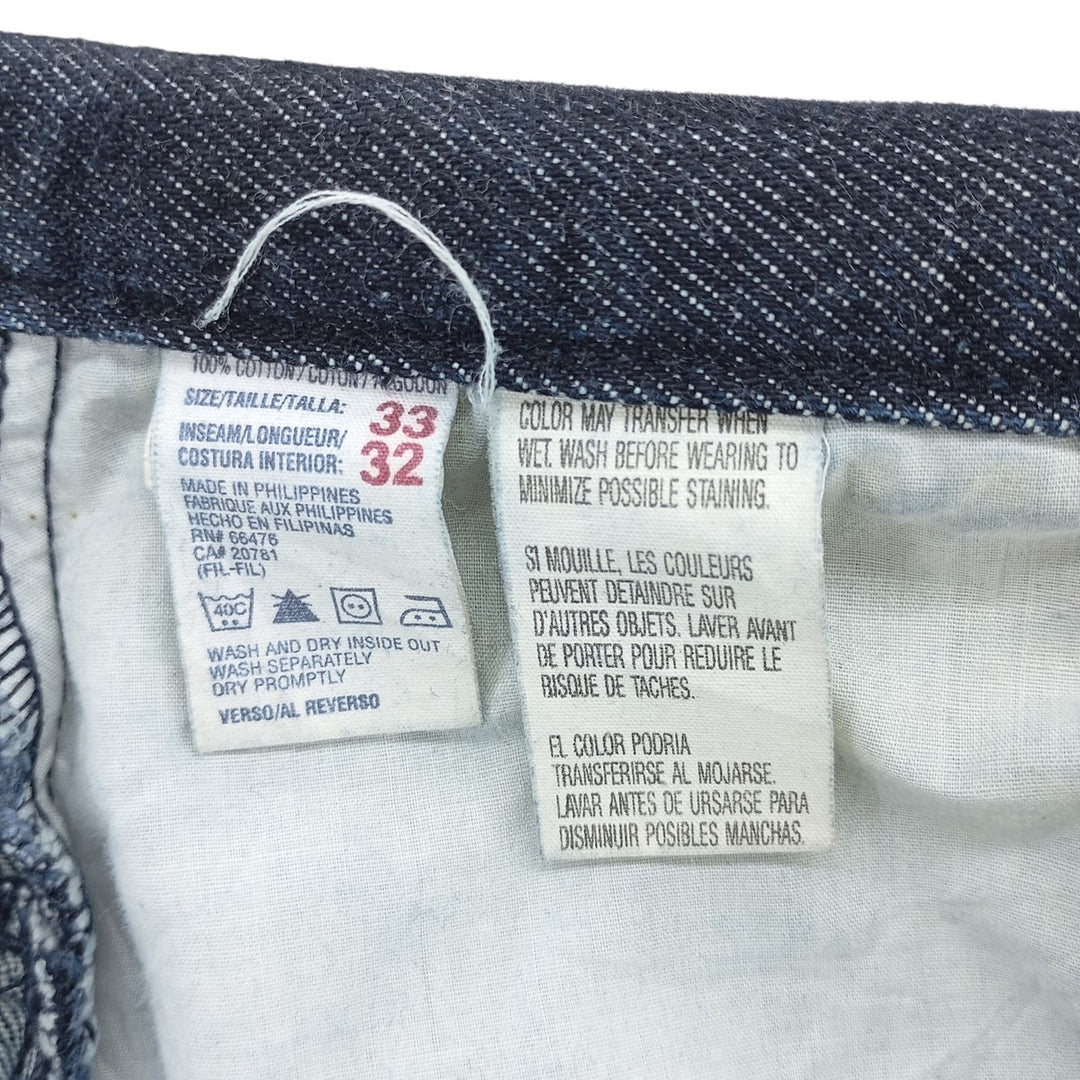 100% COTTON/COTON/ALGODON
SIZE/TAILLE/TALLA: 33
INSEAM/LONGUEUR/
COSTURA INTERIOR: 32
MADE IN PHILIPPINES
FABRIQUE AUX PHILIPPINES
HECHO EN FILIPINAS
RN# 66476
CA# 20781
(FIL-FIL)
40C
WASH AND DRY INSIDE OUT
WASH SEPARATELY
DRY PROMPTLY
VERSO/AL REVERSO
COLOR MAY TRANSFER WHEN
WET. WASH BEFORE WEARING TO
MINIMIZE POSSIBLE STAINING.
SI MOUILLE, LES COULEURS
PEUVENT DETAINDRE SUR
D'AUTRES OBJETS. LAVER AVANT
DE PORTER POUR REDUIRE LE
RISQUE DE TACHES.
EL COLOR PODRIA
TRANSFERIRSE AL MOJARSE.
LAVAR ANTES DE URSARSE PARA
DISMINUIR POSIBLES MANCHAS.